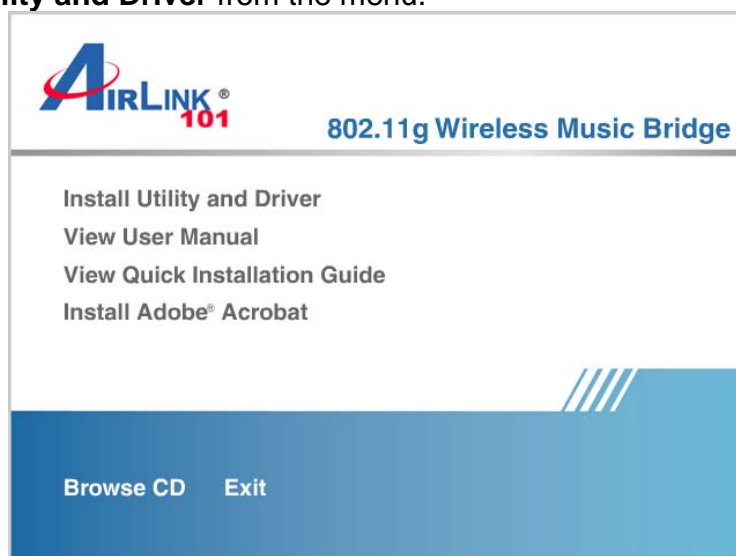 lity and Driver from the menu.
AIRLINK®
101
802.11g Wireless Music Bridge
Install Utility and Driver
View User Manual
View Quick Installation Guide
Install Adobe® Acrobat
Browse CD Exit